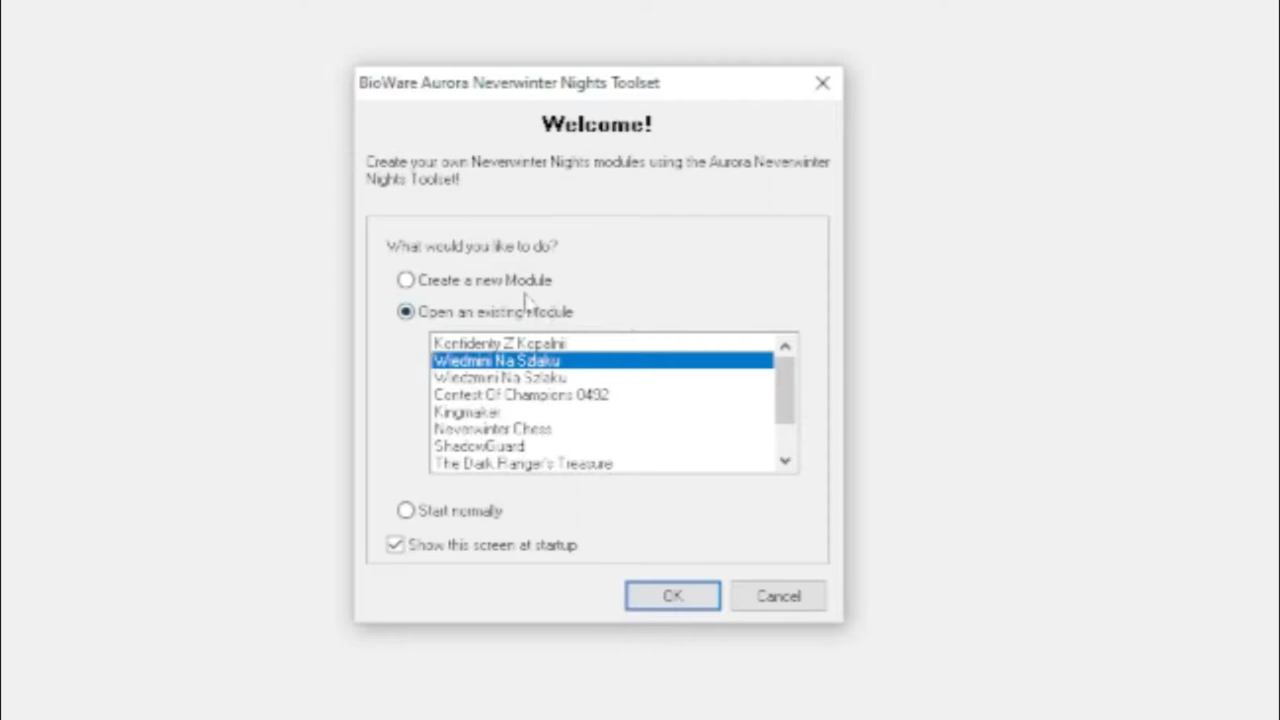 BioWare Aurora Neverwinter Nights Toolset
Welcome!
Create your own Neverwinter Nights modules using the Aurora Neverwinter
Nights Toolset!
What would you like to do?
Create a new Module
Open an existing Module
Konfidenty Z Kopalnii
Wiedmini Na Szlaku
Wiedzmini Na Szlaku
Contest Of Champions 0492
Kingmaker
Neverwinter Chess
ShadowGuard
The Dark Ranger's Treasure
Start normally
Show this screen at startup
OK
Cancel